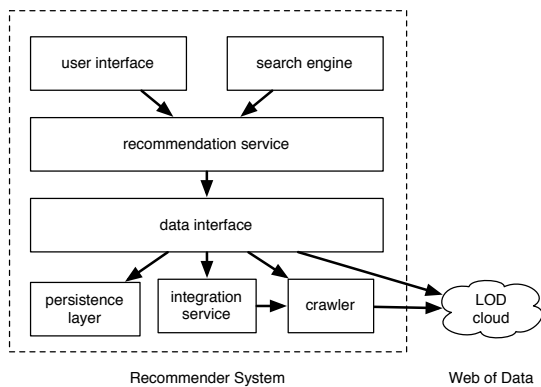 user interface
search engine
recommendation service
data interface
persistence
layer
integration
service
crawler
LOD
cloud
Recommender System
Web of Data